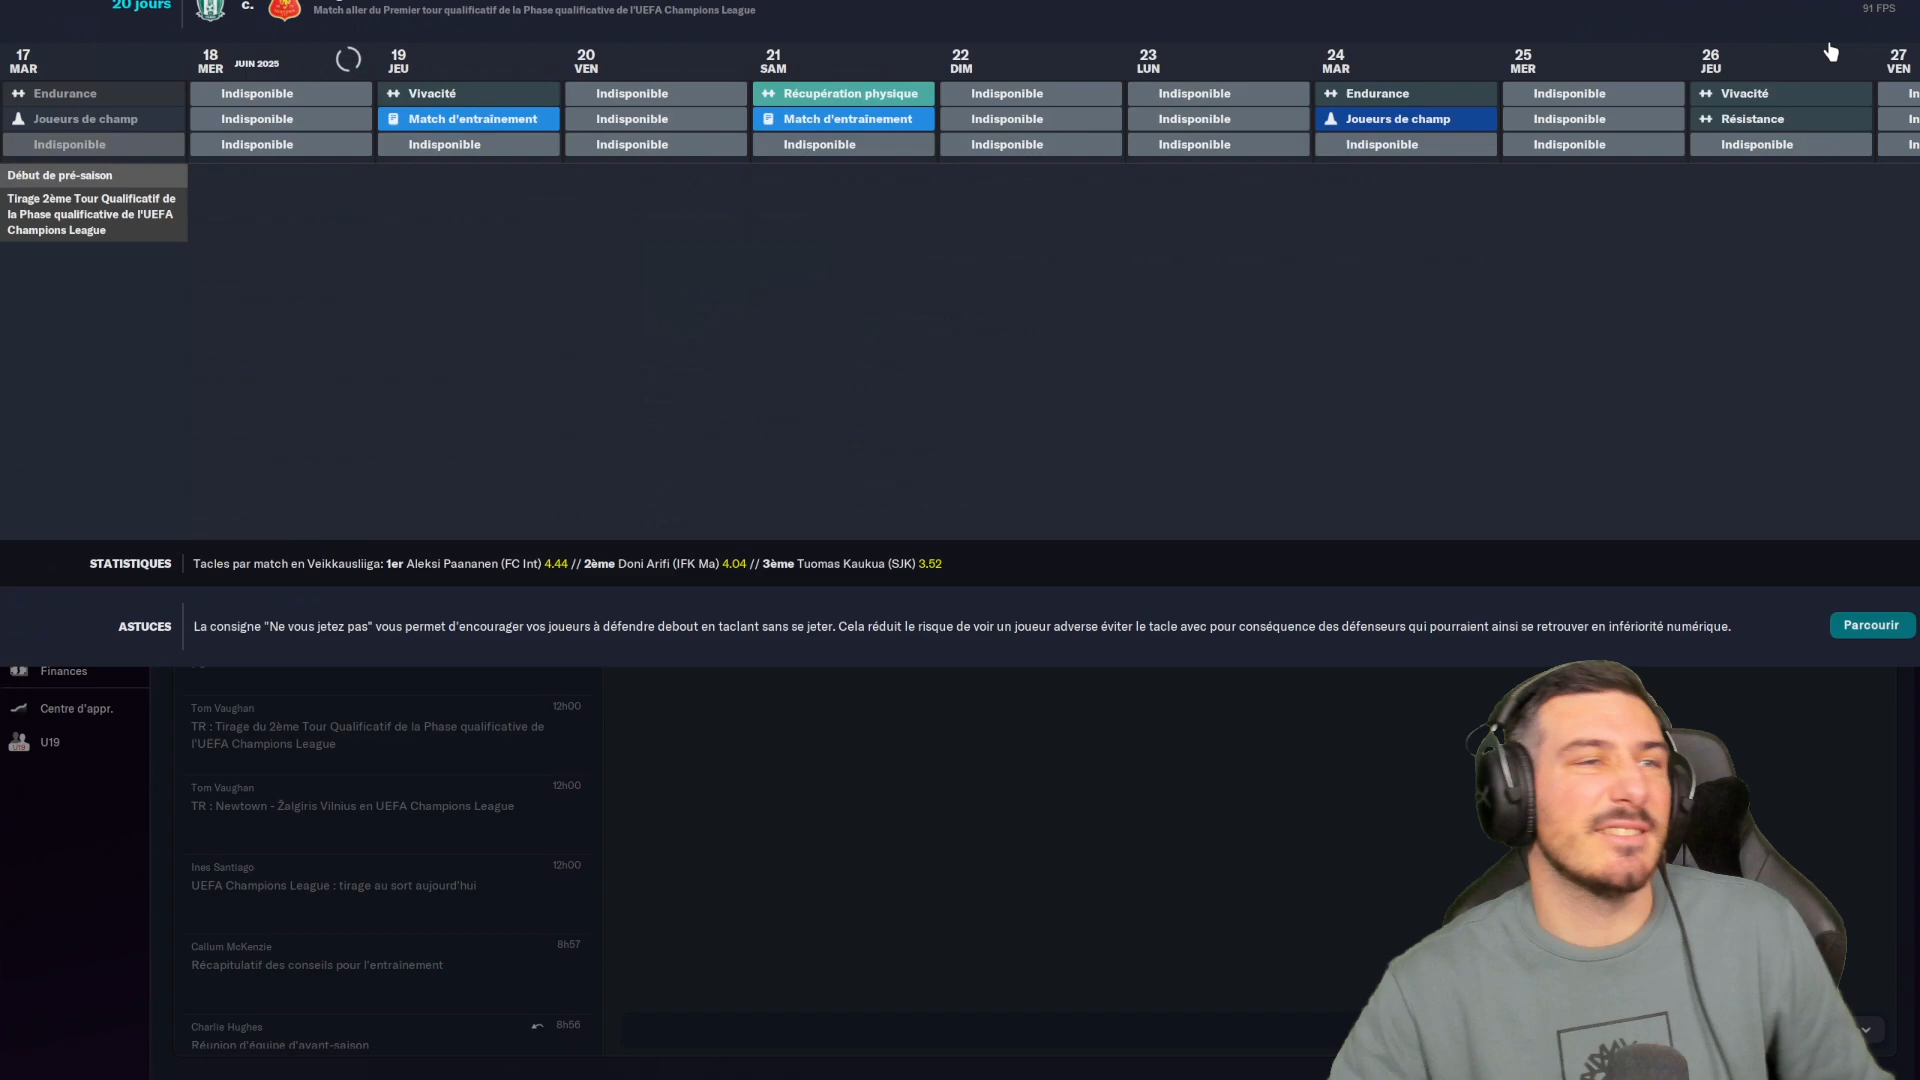 20 jours
c.
Match aller du Premier tour qualificatif de la Phase qualificative de l'UEFA Champions League
91 FPS
17
MAR
18
MER
JUIN 2025
19
JEU
20
VEN
21
SAM
22
DIM
23
LUN
24
MAR
25
MER
26
JEU
27
VEN
Endurance
Indisponible
Vivacité
Indisponible
Récupération physique
Indisponible
Indisponible
Endurance
Indisponible
Vivacité
In
Joueurs de champ
Indisponible
Match d'entraînement
Indisponible
Match d'entraînement
Indisponible
Indisponible
Joueurs de champ
Indisponible
Résistance
In
Indisponible
Indisponible
Indisponible
Indisponible
Indisponible
Indisponible
Indisponible
Indisponible
Indisponible
Indisponible
In
Début de pré-saison
Tirage 2ème Tour Qualificatif de
la Phase qualificative de l'UEFA
Champions League
STATISTIQUES
Tacles par match en Veikkausliiga: 1er Aleksi Paananen (FC Int) 4.44 // 2ème Doni Arifi (IFK Ma) 4.04 // 3ème Tuomas Kaukua (SJK) 3.52
ASTUCES
La consigne "Ne vous jetez pas" vous permet d'encourager vos joueurs à défendre debout en taclant sans se jeter. Cela réduit le risque de voir un joueur adverse éviter le tacle avec pour conséquence des défenseurs qui pourraient ainsi se retrouver en infériorité numérique.
Parcourir
Finances
Centre d'appr.
U19
Tom Vaughan
12h00
TR : Tirage du 2ème Tour Qualificatif de la Phase qualificative de
l'UEFA Champions League
Tom Vaughan
12h00
TR : Newtown - Žalgiris Vilnius en UEFA Champions League
Ines Santiago
12h00
UEFA Champions League : tirage au sort aujourd'hui
Callum McKenzie
8h57
Récapitulatif des conseils pour l'entraînement
Charlie Hughes
8h56
Réunion d'équipe d'avant-saison